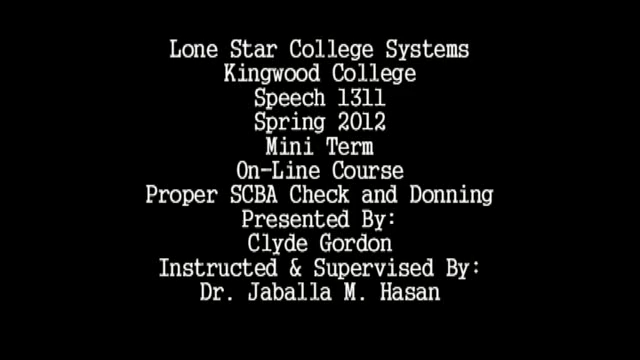 Lone Star College Systems
Kingwood College
Speech 1311
Spring 2012
Mini Term
On-Line Course
Proper SCBA Check and Donning
Presented By:
Clyde Gordon
Instructed & Supervised By:
Dr. Jaballa M. Hasan